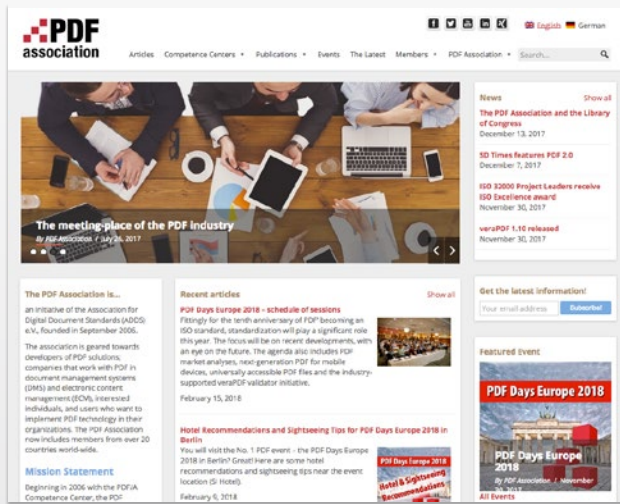 PDF
association
English German
Articles Competence Centers Publications Events The Latest Members PDF Association Search...
The meeting-place of the PDF industry
By PDF Association / July 26, 2017
News Show all
The PDF Association and the Library
of Congress
December 13, 2017
SD Times features PDF 2.0
December 7, 2017
ISO 32000 Project Leaders receive
ISO Excellence award
November 30, 2017
veraPDF 1.10 released
November 30, 2017
Get the latest information!
Your email address Subscribe!
The PDF Association is...
an initiative of the Association for
Digital Document Standards (ADDS)
e.V., founded in September 2006.
The association is geared towards
developers of PDF solutions;
companies that work with PDF in
document management systems
(DMS) and electronic content
management (ECM), interested
individuals, and users who want to
implement PDF technology in their
organizations. The PDF Association
now includes members from over 20
countries world-wide.
Mission Statement
Beginning in 2006 with the PDF/A
Competence Center, the PDF
Recent articles Show all
PDF Days Europe 2018 – schedule of sessions
Fittingly for the tenth anniversary of PDF becoming an
ISO standard, standardization will play a significant role
this year. The focus will be on recent developments, with
an eye on the future. The agenda also includes PDF
market analyses, next-generation PDF for mobile
devices, universally accessible PDF files and the industry-
supported veraPDF validator initiative.
February 15, 2018
Hotel Recommendations and Sightseeing Tips for PDF Days Europe 2018 in
Berlin
You will visit the No. 1 PDF event - the PDF Days Europe
2018 in Berlin? Great! Here are some hotel
recommendations and sightseeing tips near the event
location (Si Hotel).
February 9, 2018
PDF Days Europe 2018
Hotel & Sightseeing
Recommendations
Featured Event
PDF Days Europe 2018
PDF Days Europe
2018
By PDF Association / November
All Events